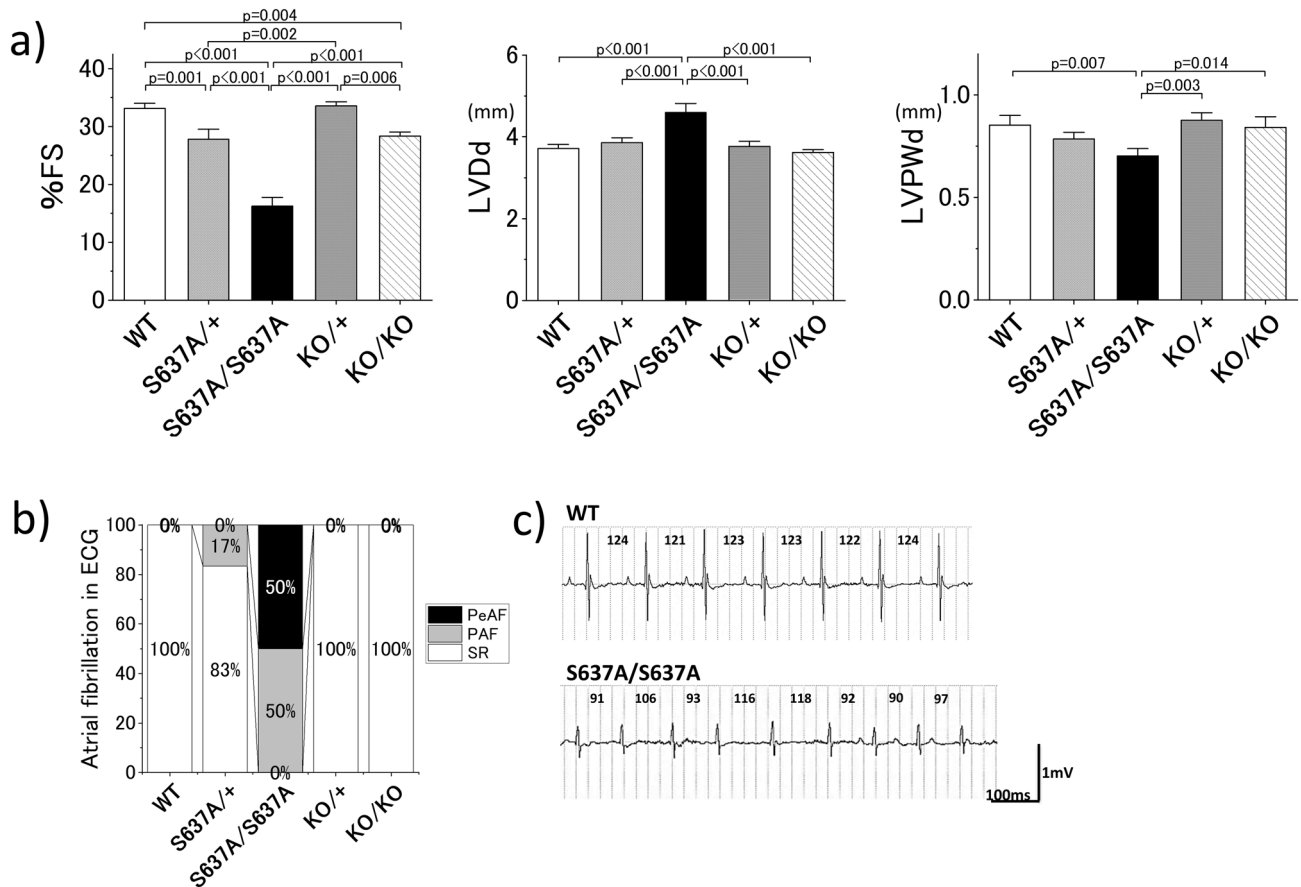 a)
p=0.004
p=0.002
p<0.001 p<0.001
p=0.001 p<0.001 p<0.001 p=0.006
%FS
40
30
20
10
0
WT
S637A/+
S637A/S637A
KO/+
KO/KO
p<0.001 p<0.001
p<0.001 p<0.001
(mm)
LVDd
6
4
2
0
WT
S637A/+
S637A/S637A
KO/+
KO/KO
p=0.007 p=0.014
p=0.003
(mm)
LVPWd
1.0
0.5
0.0
WT
S637A/+
S637A/S637A
KO/+
KO/KO
b)
Atrial fibrillation in ECG
100
80
60
40
20
0
0% 0% 0% 0%
17%
50%
100% 83% 50% 100% 100%
0%
PeAF
PAF
SR
WT
S637A/+
S637A/S637A
KO/+
KO/KO
c)
WT
124 121 123 123 122 124
S637A/S637A
91 106 93 116 118 92 90 97
1mV
100ms